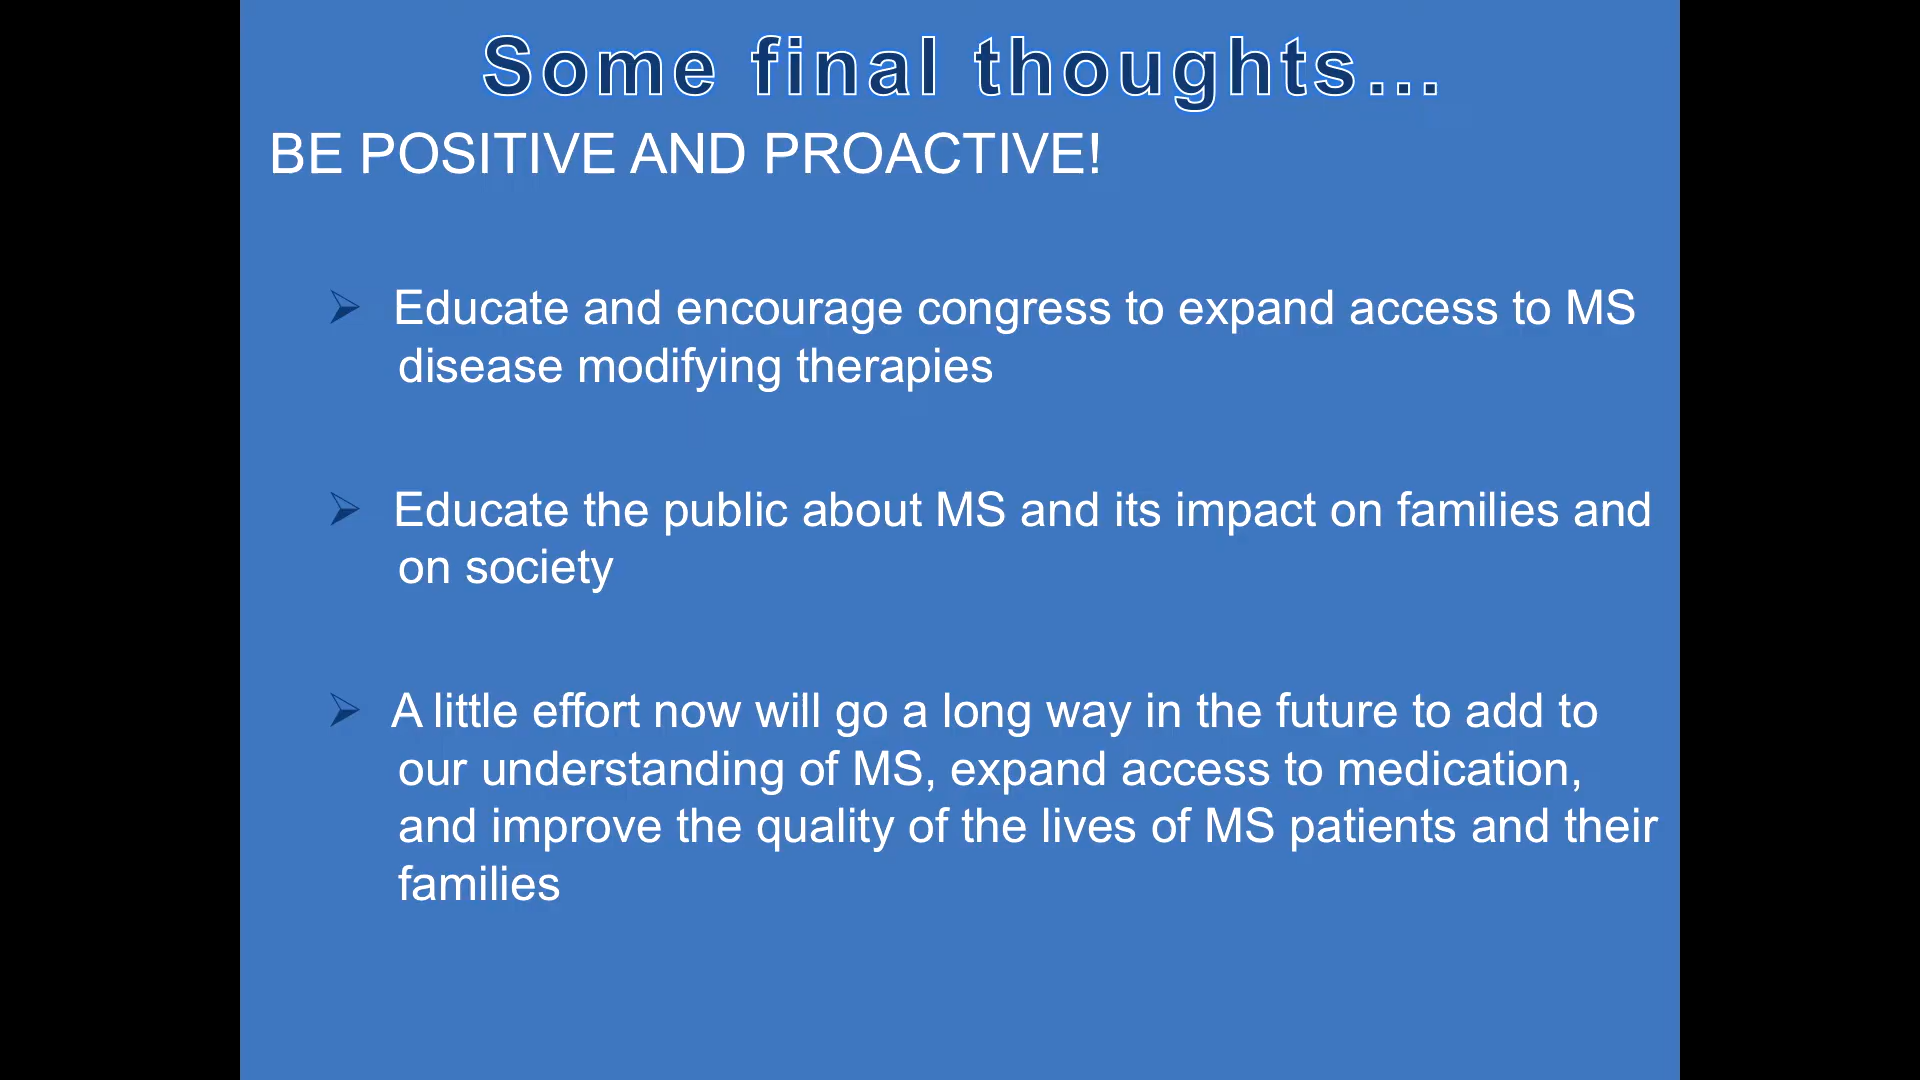 Some final thoughts...
BE POSITIVE AND PROACTIVE!
Educate and encourage congress to expand access to MS
disease modifying therapies
Educate the public about MS and its impact on families and
on society
A little effort now will go a long way in the future to add to
our understanding of MS, expand access to medication,
and improve the quality of the lives of MS patients and their
families